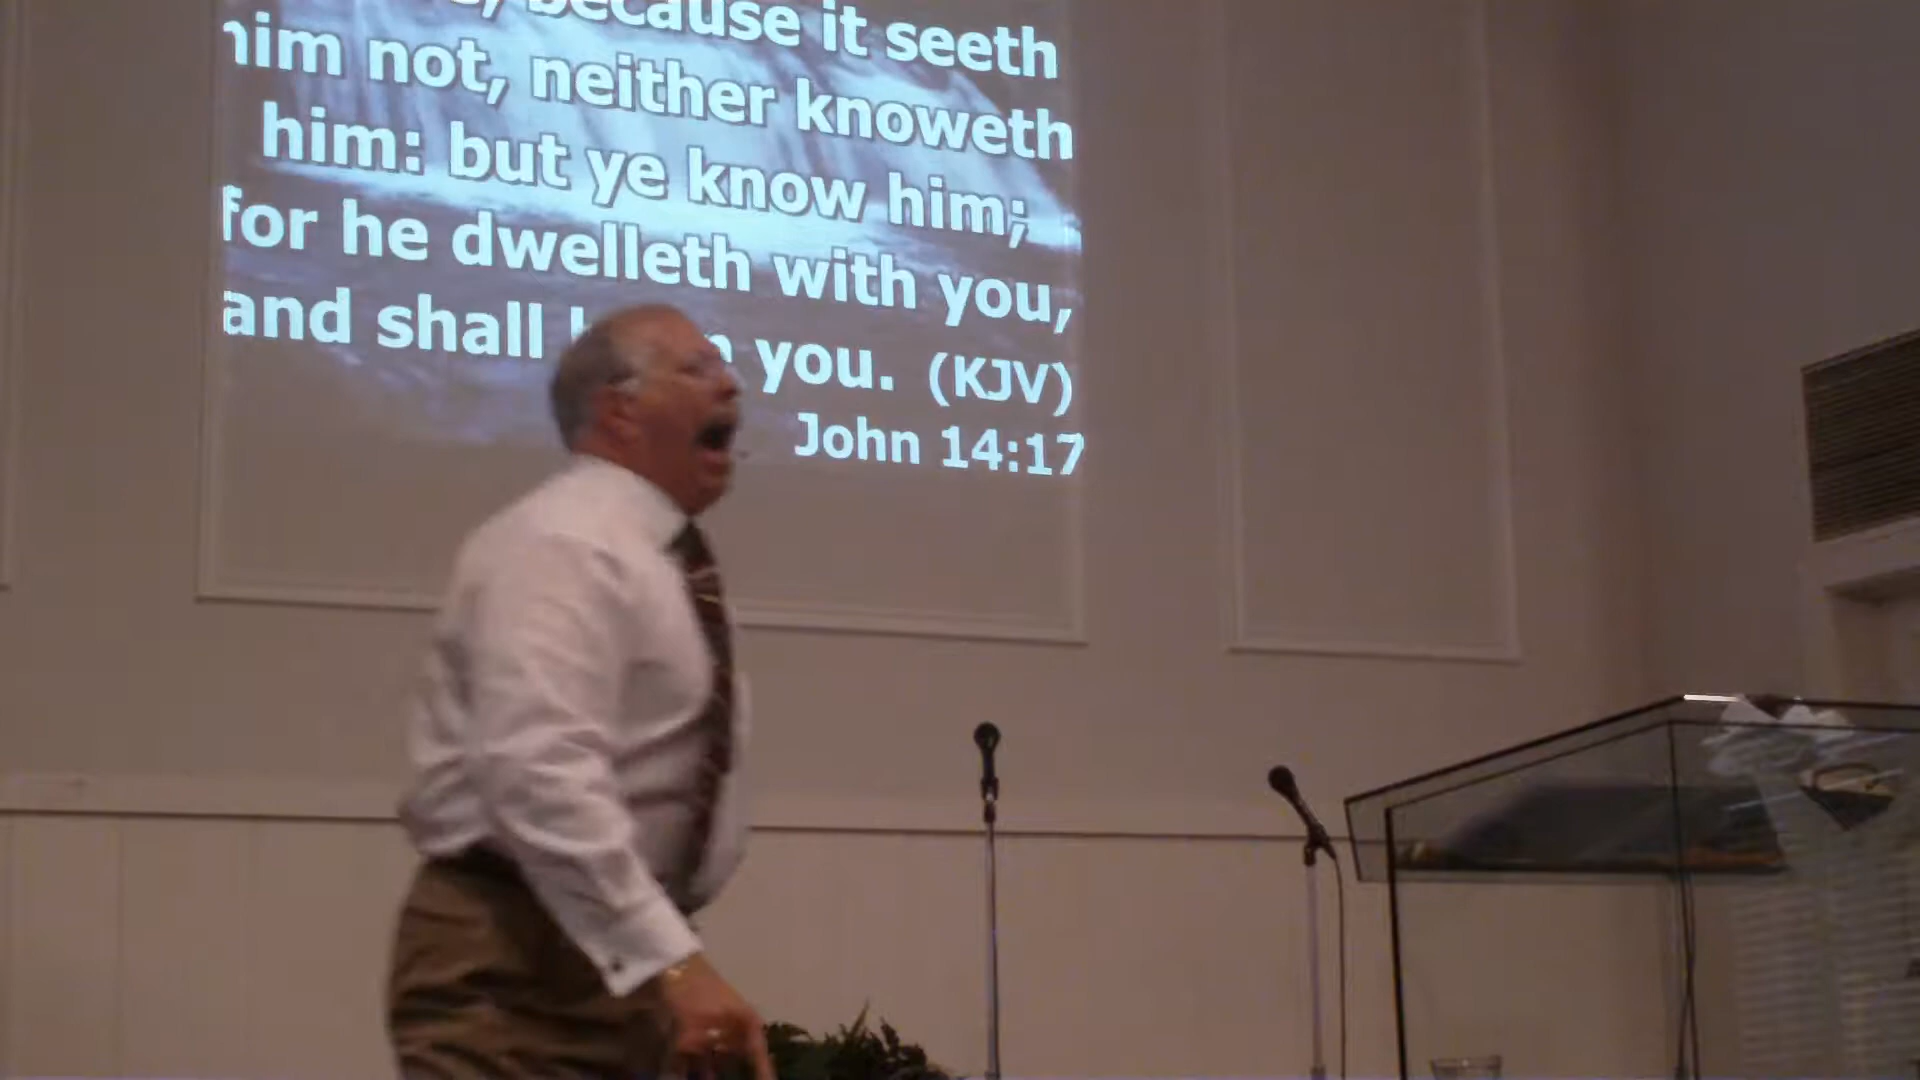 because it seeth
him not, neither knoweth
him: but ye know him;
for he dwelleth with you,
and shall you. (KJV)
John 14:17